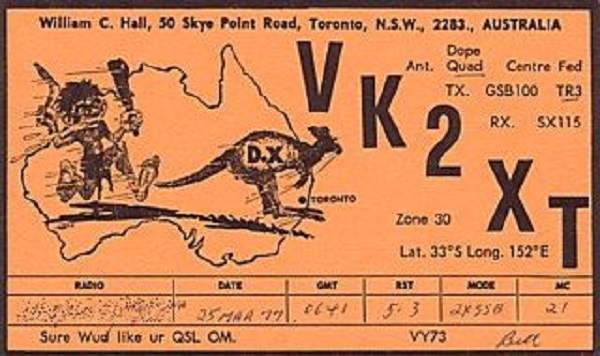 William C. Hall, 50 Skye Point Road, Toronto, N.S.W., 2283., AUSTRALIA
VK2XT
Dope
Ant. Quad Centre Fed
TX. GSB100 TR3
RX. SX115
D.X
TORONTO
Zone 30
Lat. 33°S Long. 152°E
RADIO DATE GMT RST MODE MC
25 MAR 77 0641 5-3 2XSSB 21
Sure Wud like ur QSL OM. VY73 Bill